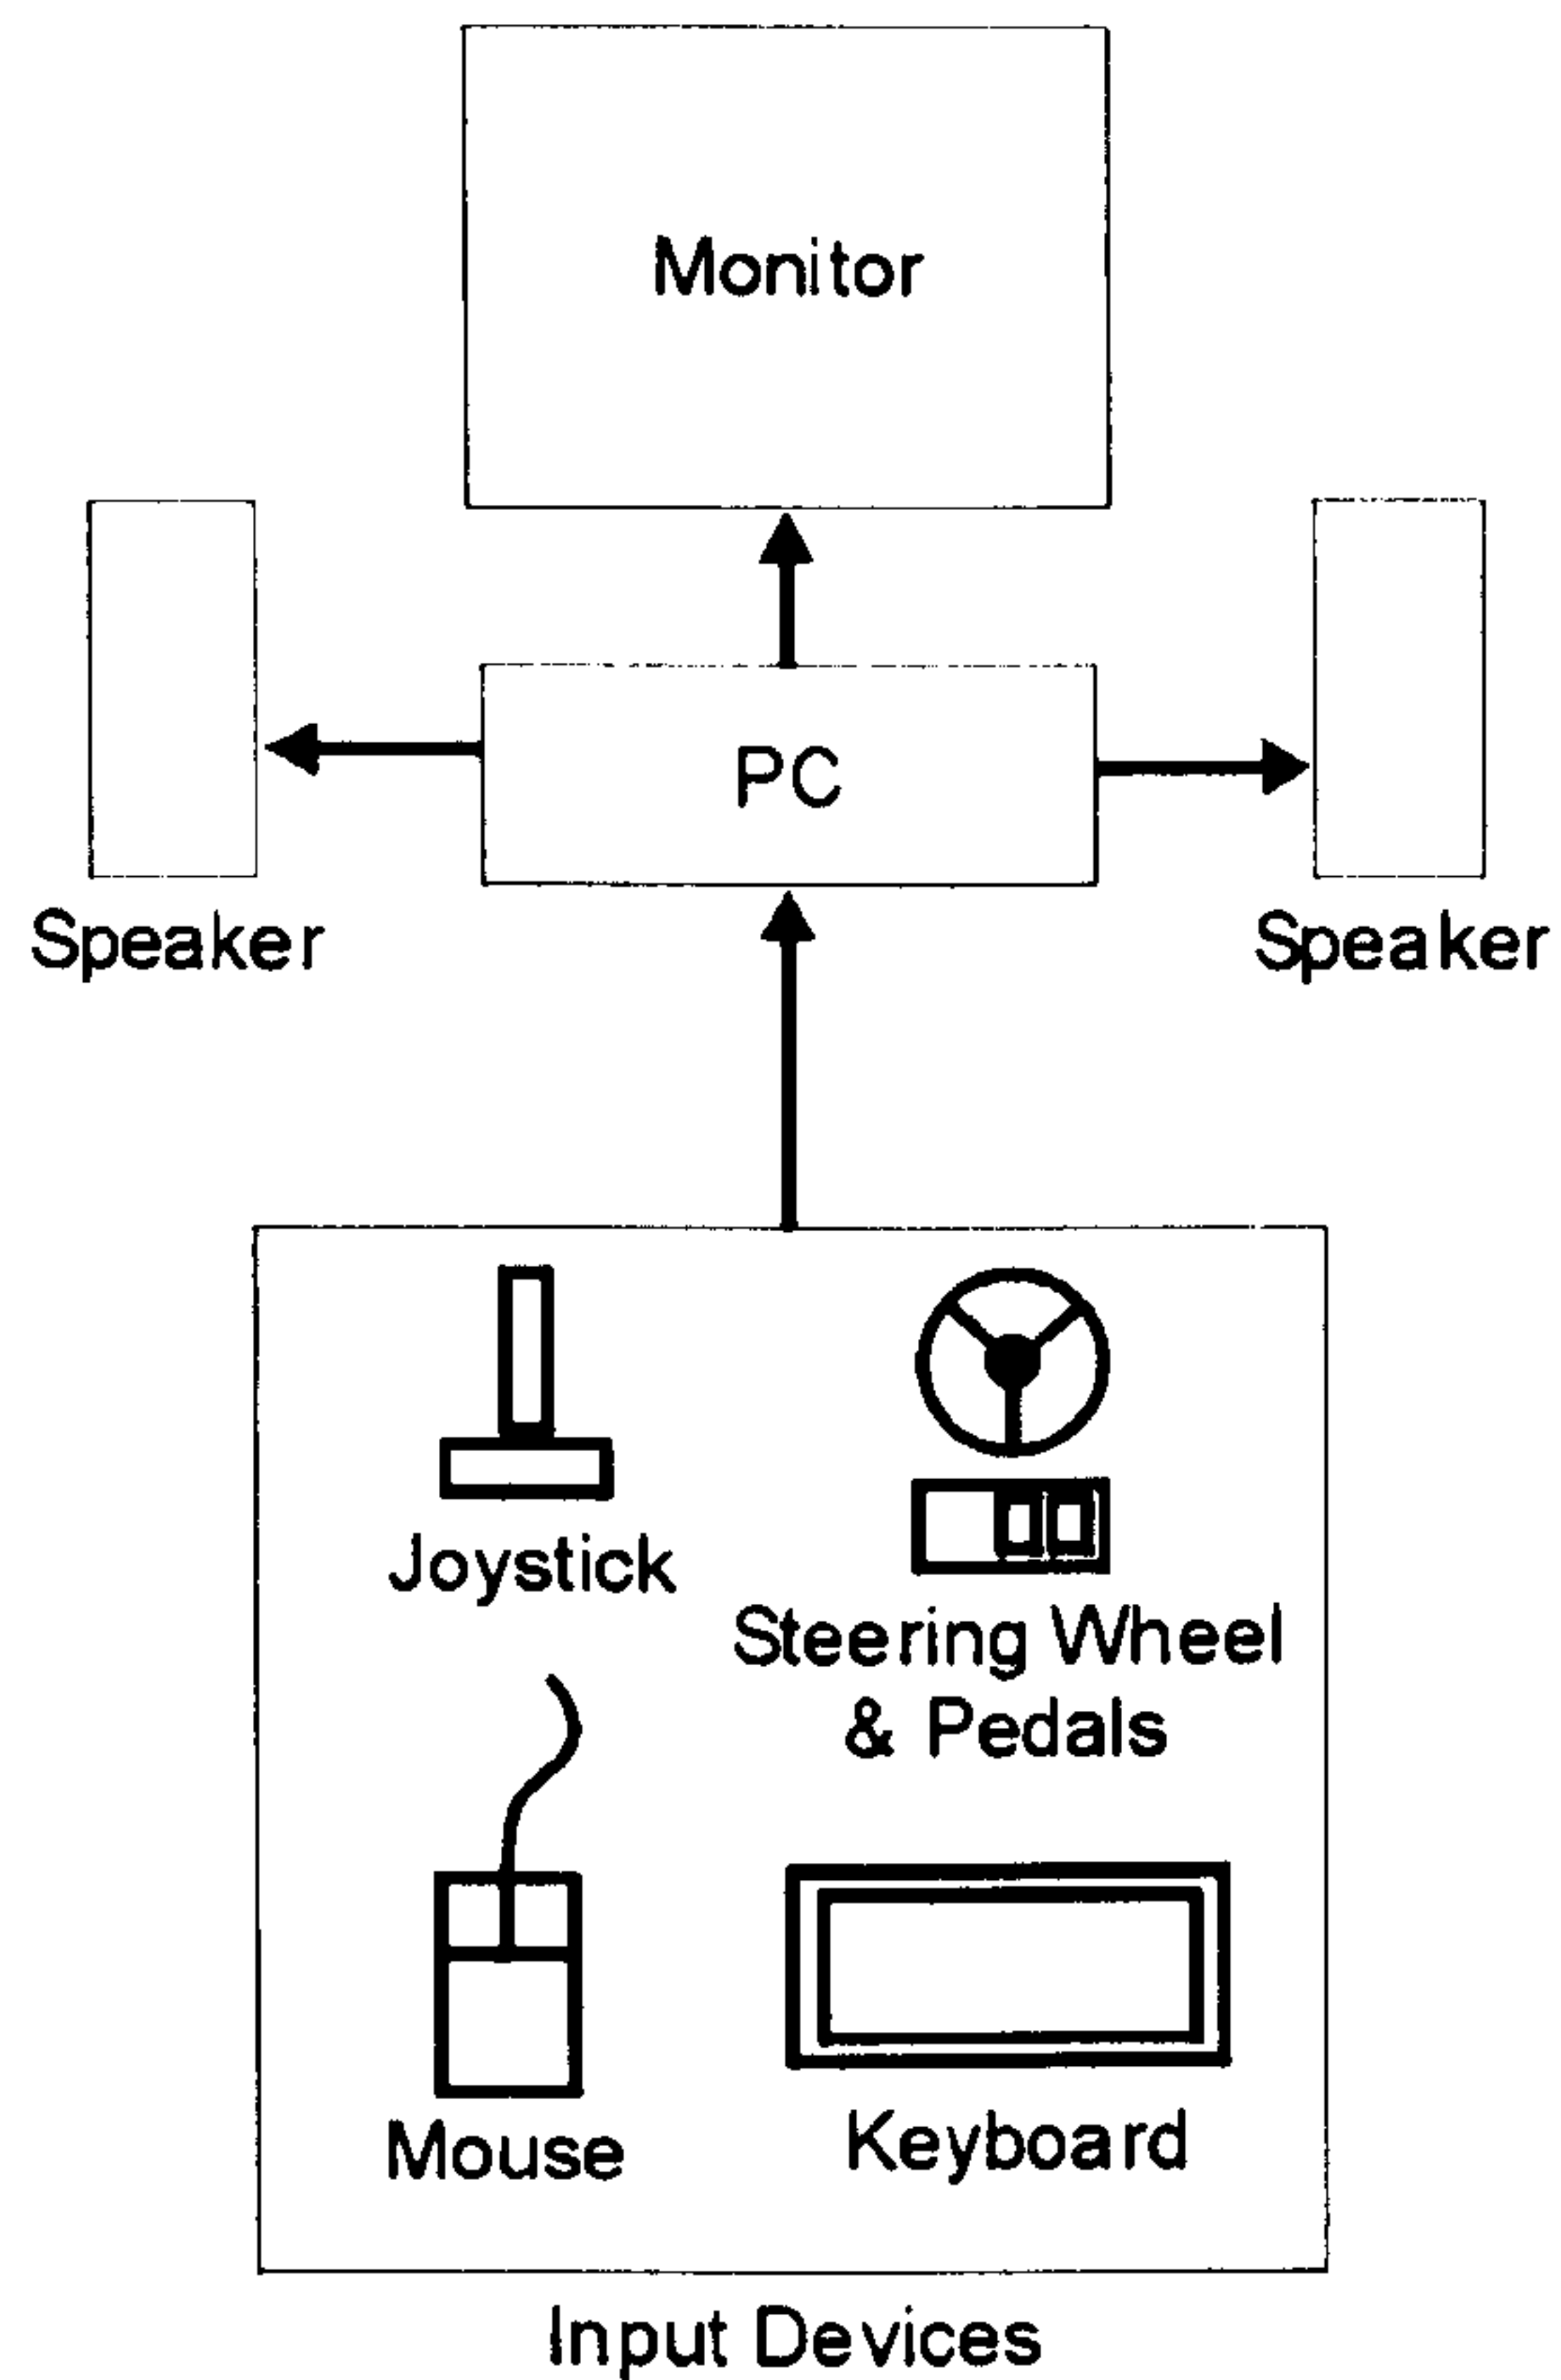 Monitor
PC
Speaker
Speaker
Joystick
Steering Wheel
& Pedals
Mouse
Keyboard
Input Devices